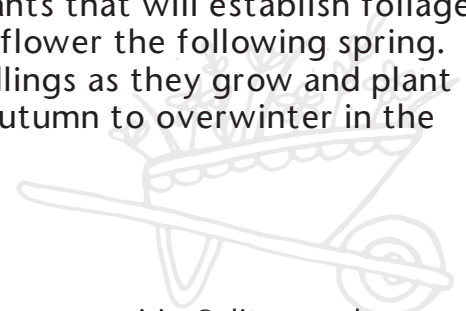 ants that will establish foliage
flower the following spring.
llings as they grow and plant
utumn to overwinter in the